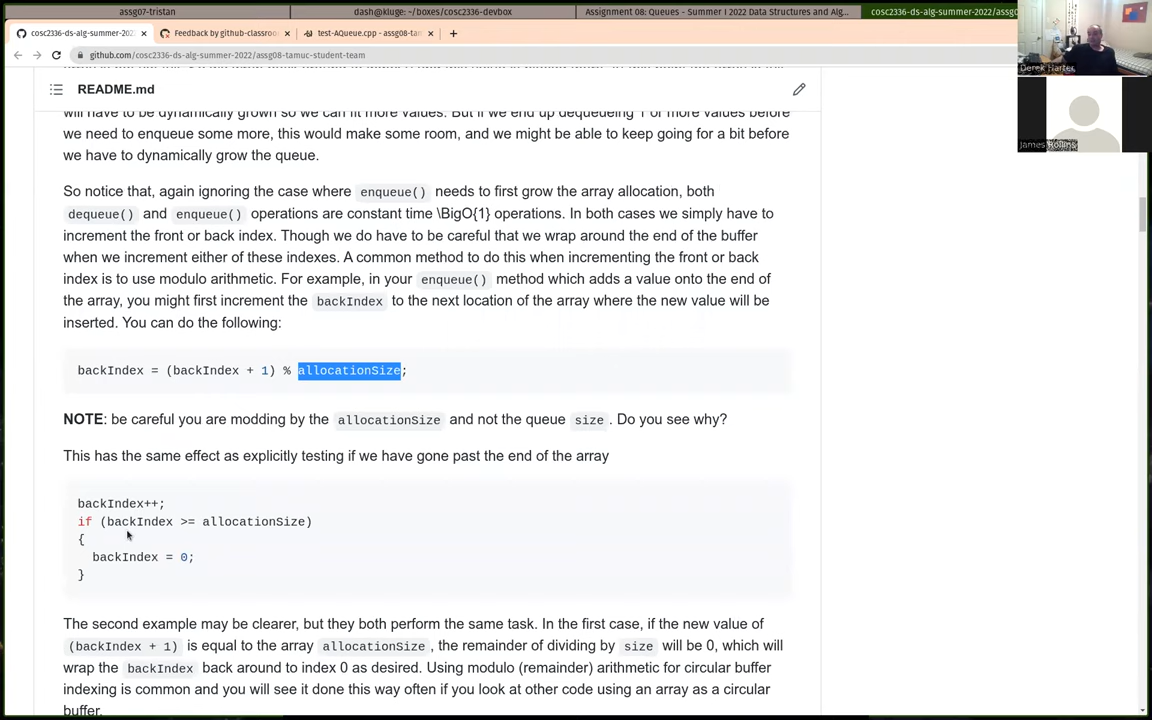 assg07-tristan
dash@kluge: ~/boxes/cosc2336-devbox
Assignment 08: Queues - Summer I 2022 Data Structures and Alg...
cosc2336-ds-alg-summer-2022/assg0
cosc2336-ds-alg-summer-202
Feedback by github-classroo
test-AQueue.cpp - assg08-tam
github.com/cosc2336-ds-alg-summer-2022/assg08-tamuc-student-team
Derek Harter
James Rollins
README.md
will have to be dynamically grown so we can fit more values. But if we end up dequeueing 1 or more values before
we need to enqueue some more, this would make some room, and we might be able to keep going for a bit before
we have to dynamically grow the queue.
So notice that, again ignoring the case where enqueue() needs to first grow the array allocation, both
dequeue() and enqueue() operations are constant time \BigO{1} operations. In both cases we simply have to
increment the front or back index. Though we do have to be careful that we wrap around the end of the buffer
when we increment either of these indexes. A common method to do this when incrementing the front or back
index is to use modulo arithmetic. For example, in your enqueue() method which adds a value onto the end of
the array, you might first increment the backIndex to the next location of the array where the new value will be
inserted. You can do the following:
backIndex = (backIndex + 1) % allocationSize;
NOTE: be careful you are modding by the allocationSize and not the queue size. Do you see why?
This has the same effect as explicitly testing if we have gone past the end of the array
backIndex++;
if (backIndex >= allocationSize)
{
backIndex = 0;
}
The second example may be clearer, but they both perform the same task. In the first case, if the new value of
(backIndex + 1) is equal to the array allocationSize, the remainder of dividing by size will be 0, which will
wrap the backIndex back around to index 0 as desired. Using modulo (remainder) arithmetic for circular buffer
indexing is common and you will see it done this way often if you look at other code using an array as a circular
buffer.